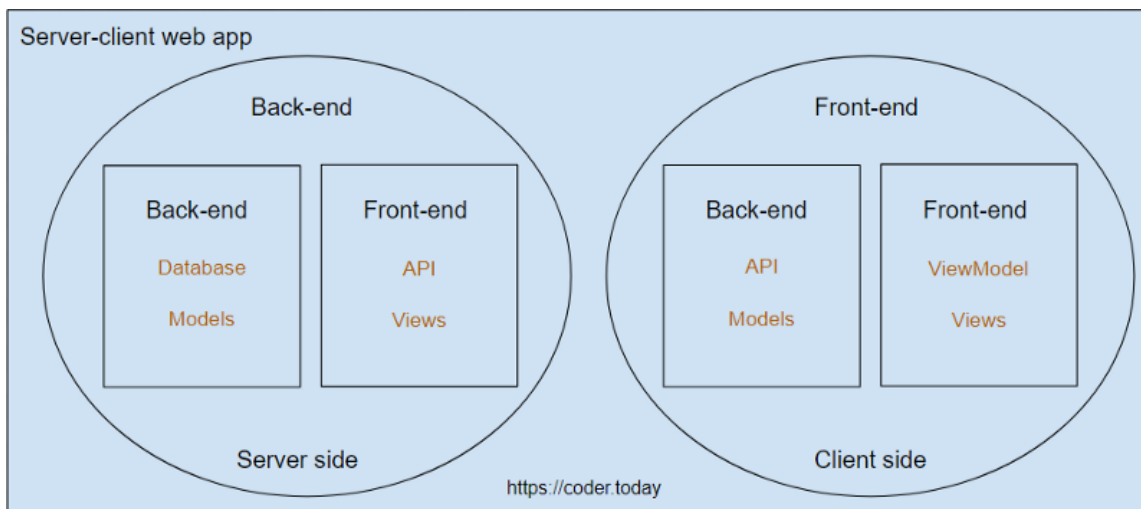 Server-client web app
Back-end
Back-end
Database
Models
Front-end
API
Views
Server side
Front-end
Back-end
API
Models
Front-end
ViewModel
Views
Client side
https://coder.today